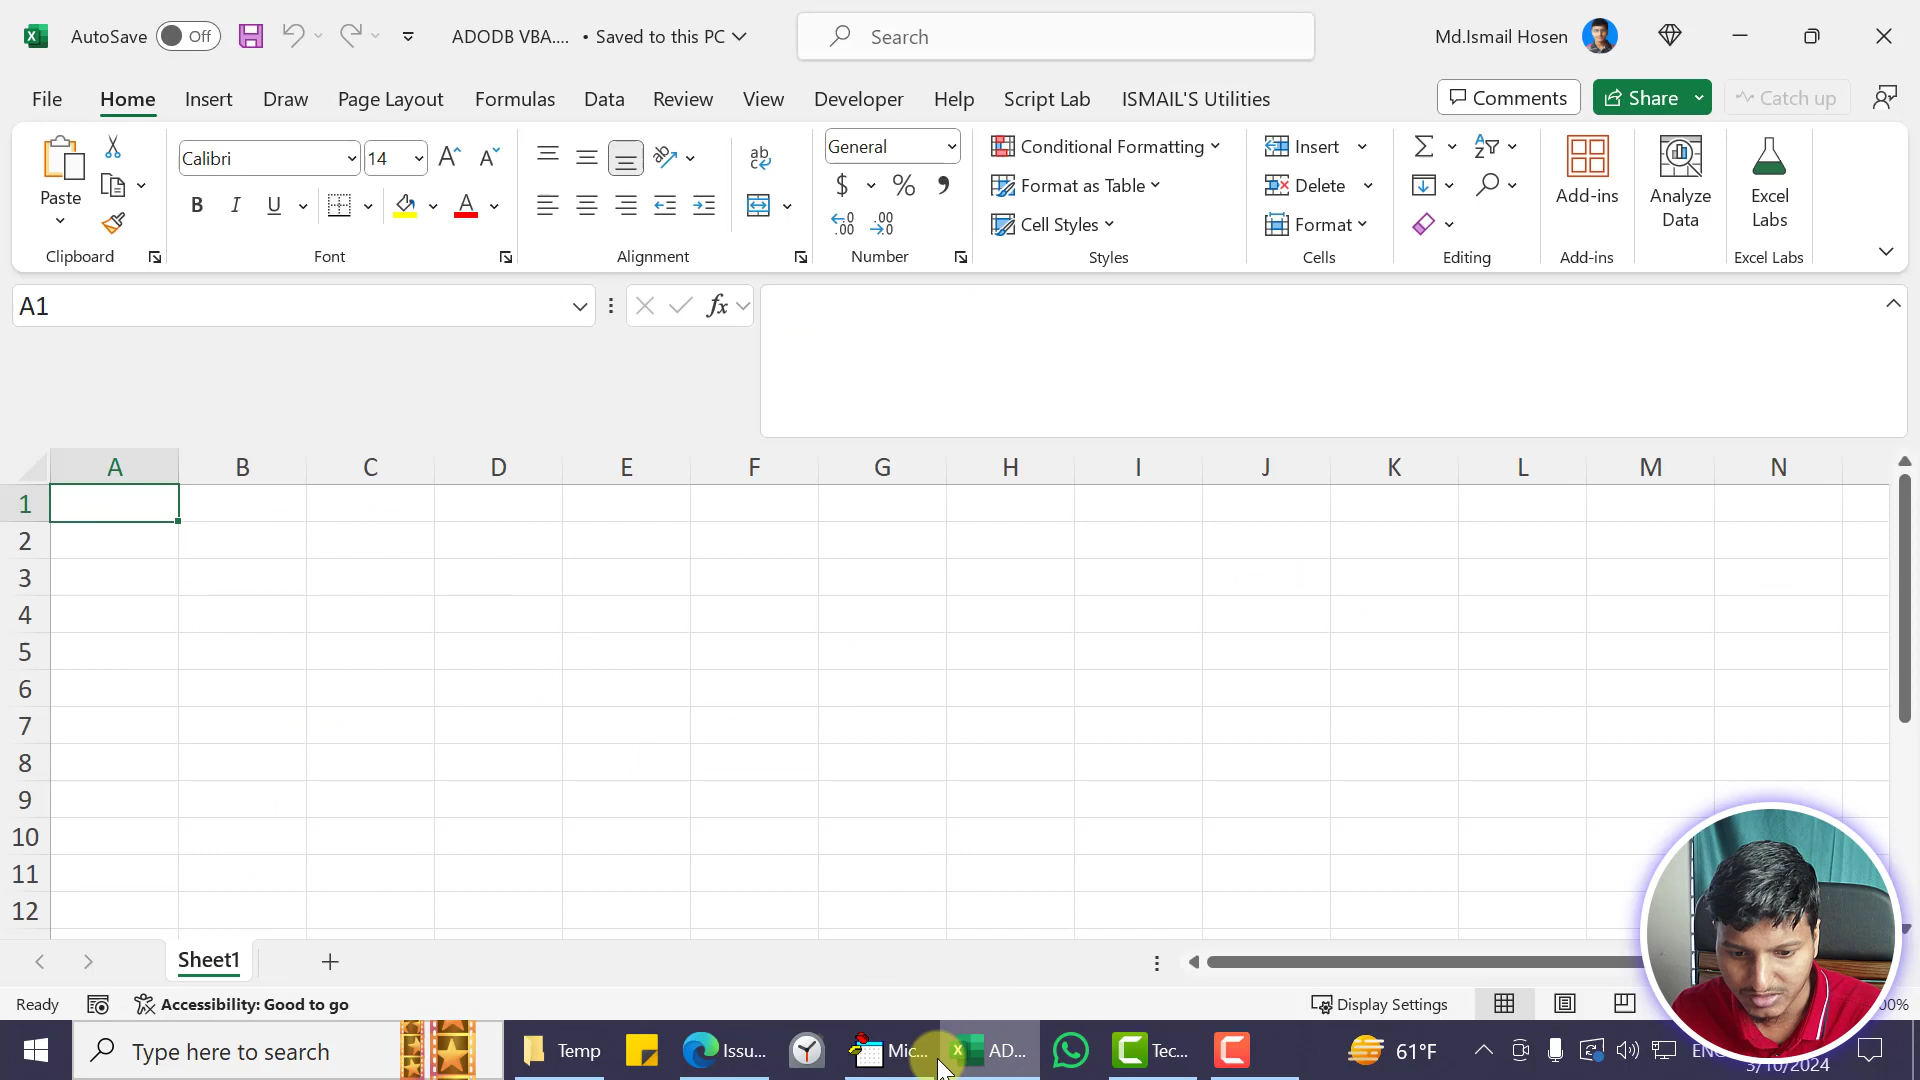 AutoSave Off ADODB VBA.... • Saved to this PC Search Md.Ismail Hosen
File Home Insert Draw Page Layout Formulas Data Review View Developer Help Script Lab ISMAIL'S Utilities Comments Share Catch up
Calibri 14 General Conditional Formatting Insert
Paste Format as Table Delete Add-ins Analyze Data Excel Labs
Cell Styles Format
Clipboard Font Alignment Number Styles Cells Editing Add-ins Excel Labs
A1 fx
A B C D E F G H I J K L M N
1
2
3
4
5
6
7
8
9
10
11
12
Sheet1
Ready Accessibility: Good to go Display Settings
Type here to search Temp Issu... Mic... AD... Tec... 61°F